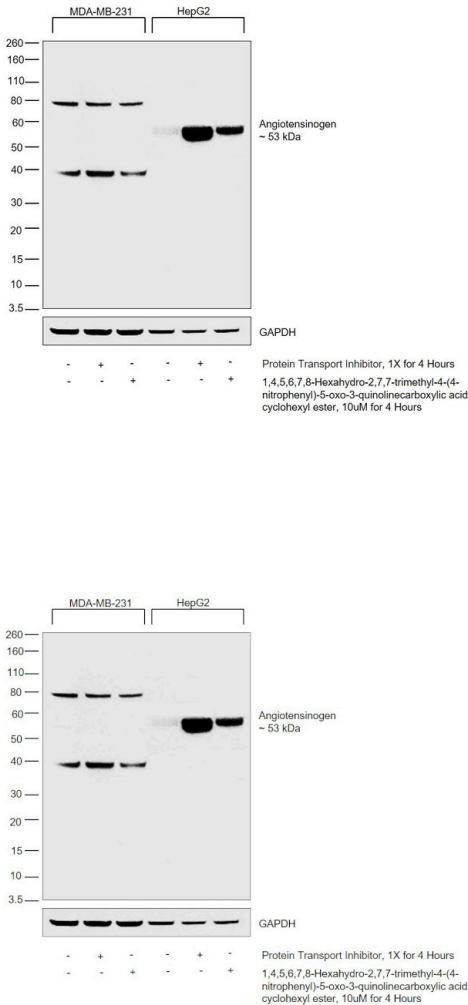 MDA-MB-231 HepG2
260
160
110
80
60
50
40
30
20
15
10
3.5
Angiotensinogen
~ 53 kDa
GAPDH
- + - - + - Protein Transport Inhibitor, 1X for 4 Hours
- - + - - + 1,4,5,6,7,8-Hexahydro-2,7,7-trimethyl-4-(4-
nitrophenyl)-5-oxo-3-quinolinecarboxylic acid
cyclohexyl ester, 10uM for 4 Hours
MDA-MB-231 HepG2
260
160
110
80
60
50
40
30
20
15
10
3.5
Angiotensinogen
~ 53 kDa
GAPDH
- + - - + - Protein Transport Inhibitor, 1X for 4 Hours
- - + - - + 1,4,5,6,7,8-Hexahydro-2,7,7-trimethyl-4-(4-
nitrophenyl)-5-oxo-3-quinolinecarboxylic acid
cyclohexyl ester, 10uM for 4 Hours